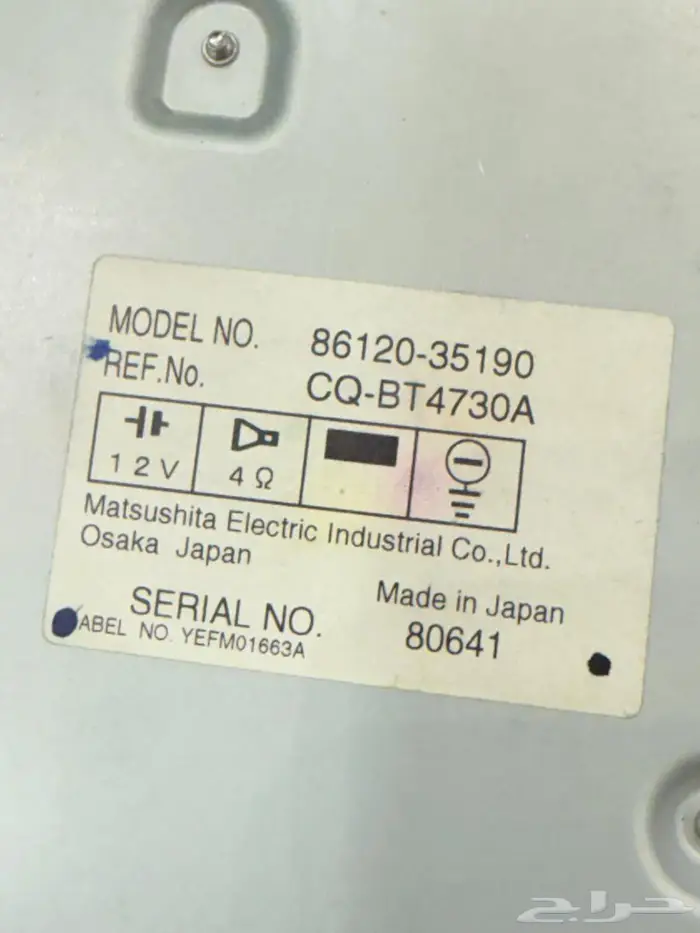 MODEL NO. 86120-35190
REF.No. CQ-BT4730A
12V 4Ω
Matsushita Electric Industrial Co.,Ltd.
Osaka Japan
Made in Japan
SERIAL NO. 80641
ABEL NO. YEFM01663A
حراج